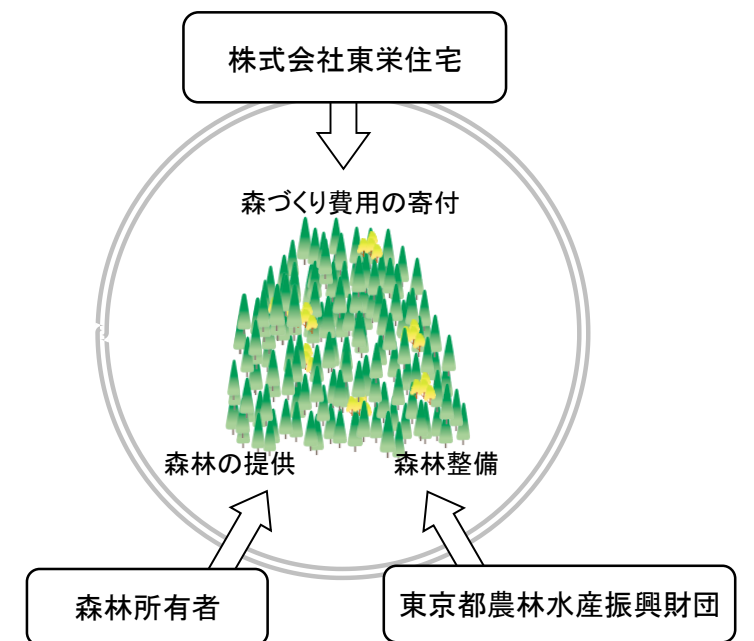 株式会社東栄住宅
森づくり費用の寄付
森林の提供
森林整備
森林所有者
東京都農林水産振興財団